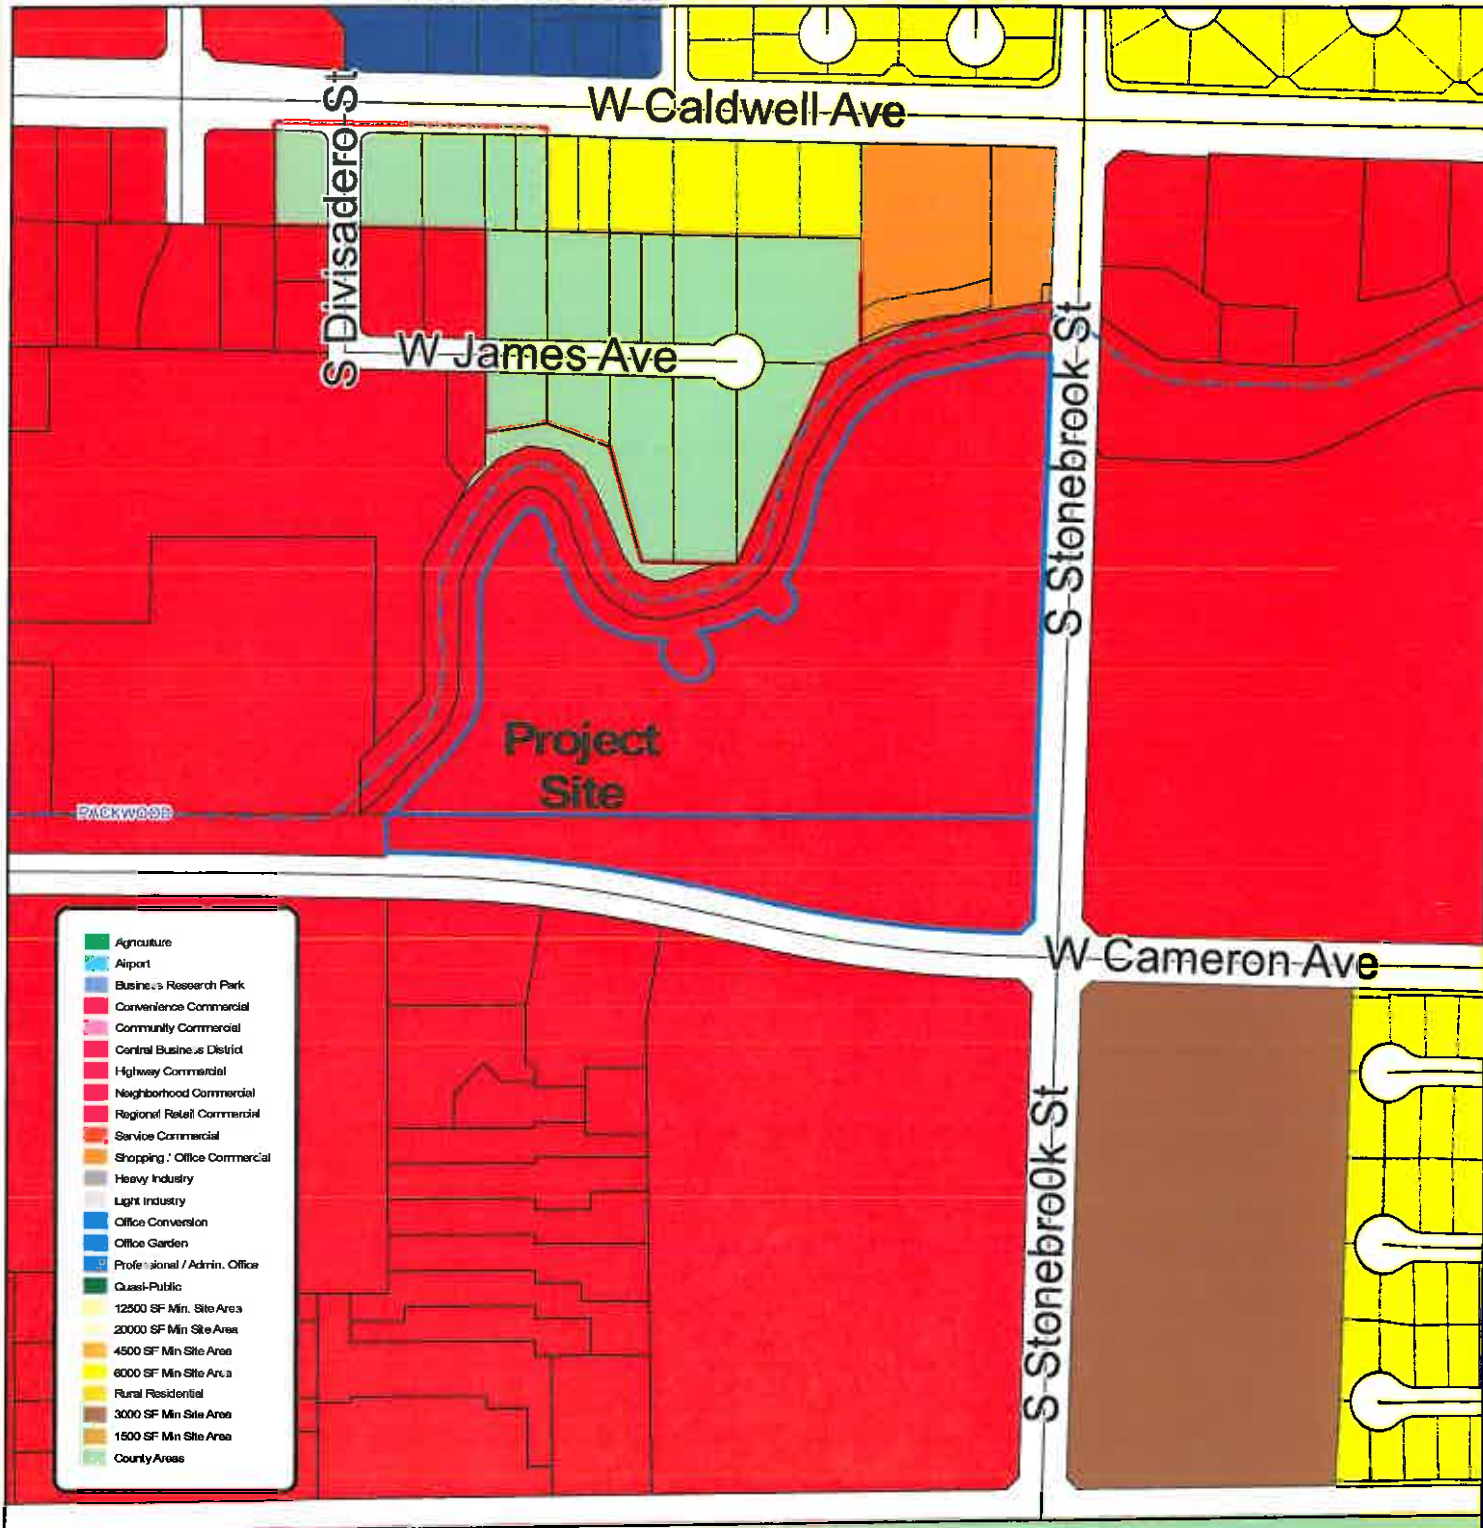 W Caldwell Ave
S Divisadero St
W James Ave
S Stonebrook St
Project
Site
PACKWOOD
W Cameron Ave
S Stonebro0k St
Agriculture
Airport
Business Research Park
Convenience Commercial
Community Commercial
Central Business District
Highway Commercial
Neighborhood Commercial
Regional Retail Commercial
Service Commercial
Shopping / Office Commercial
Heavy Industry
Light Industry
Office Conversion
Office Garden
Professional / Admin. Office
Quasi-Public
12500 SF Min. Site Area
20000 SF Min Site Area
4500 SF Min Site Area
6000 SF Min Site Area
Rural Residential
3000 SF Min Site Area
1500 SF Min Site Area
County Areas